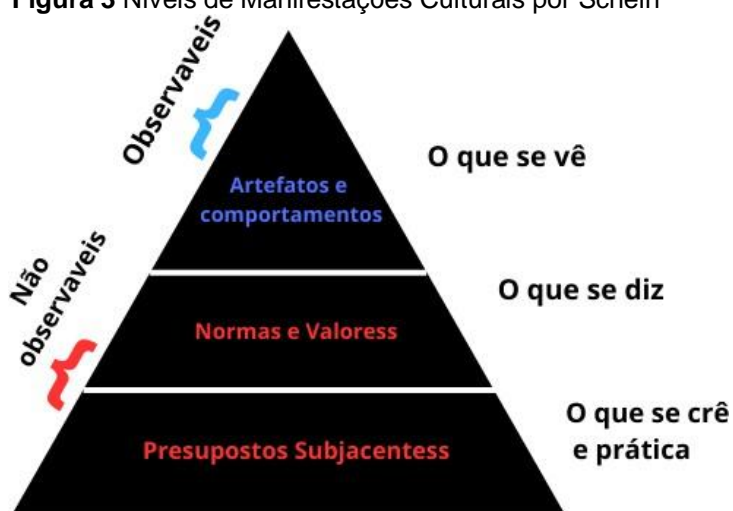 Figura 3 Níveis de Manifestações Culturais por Schein
Observaveis
O que se vê
Artefatos e
comportamentos
Não
observaveis
O que se diz
Normas e Valoress
O que se crê
e prática
Presupostos Subjacentess